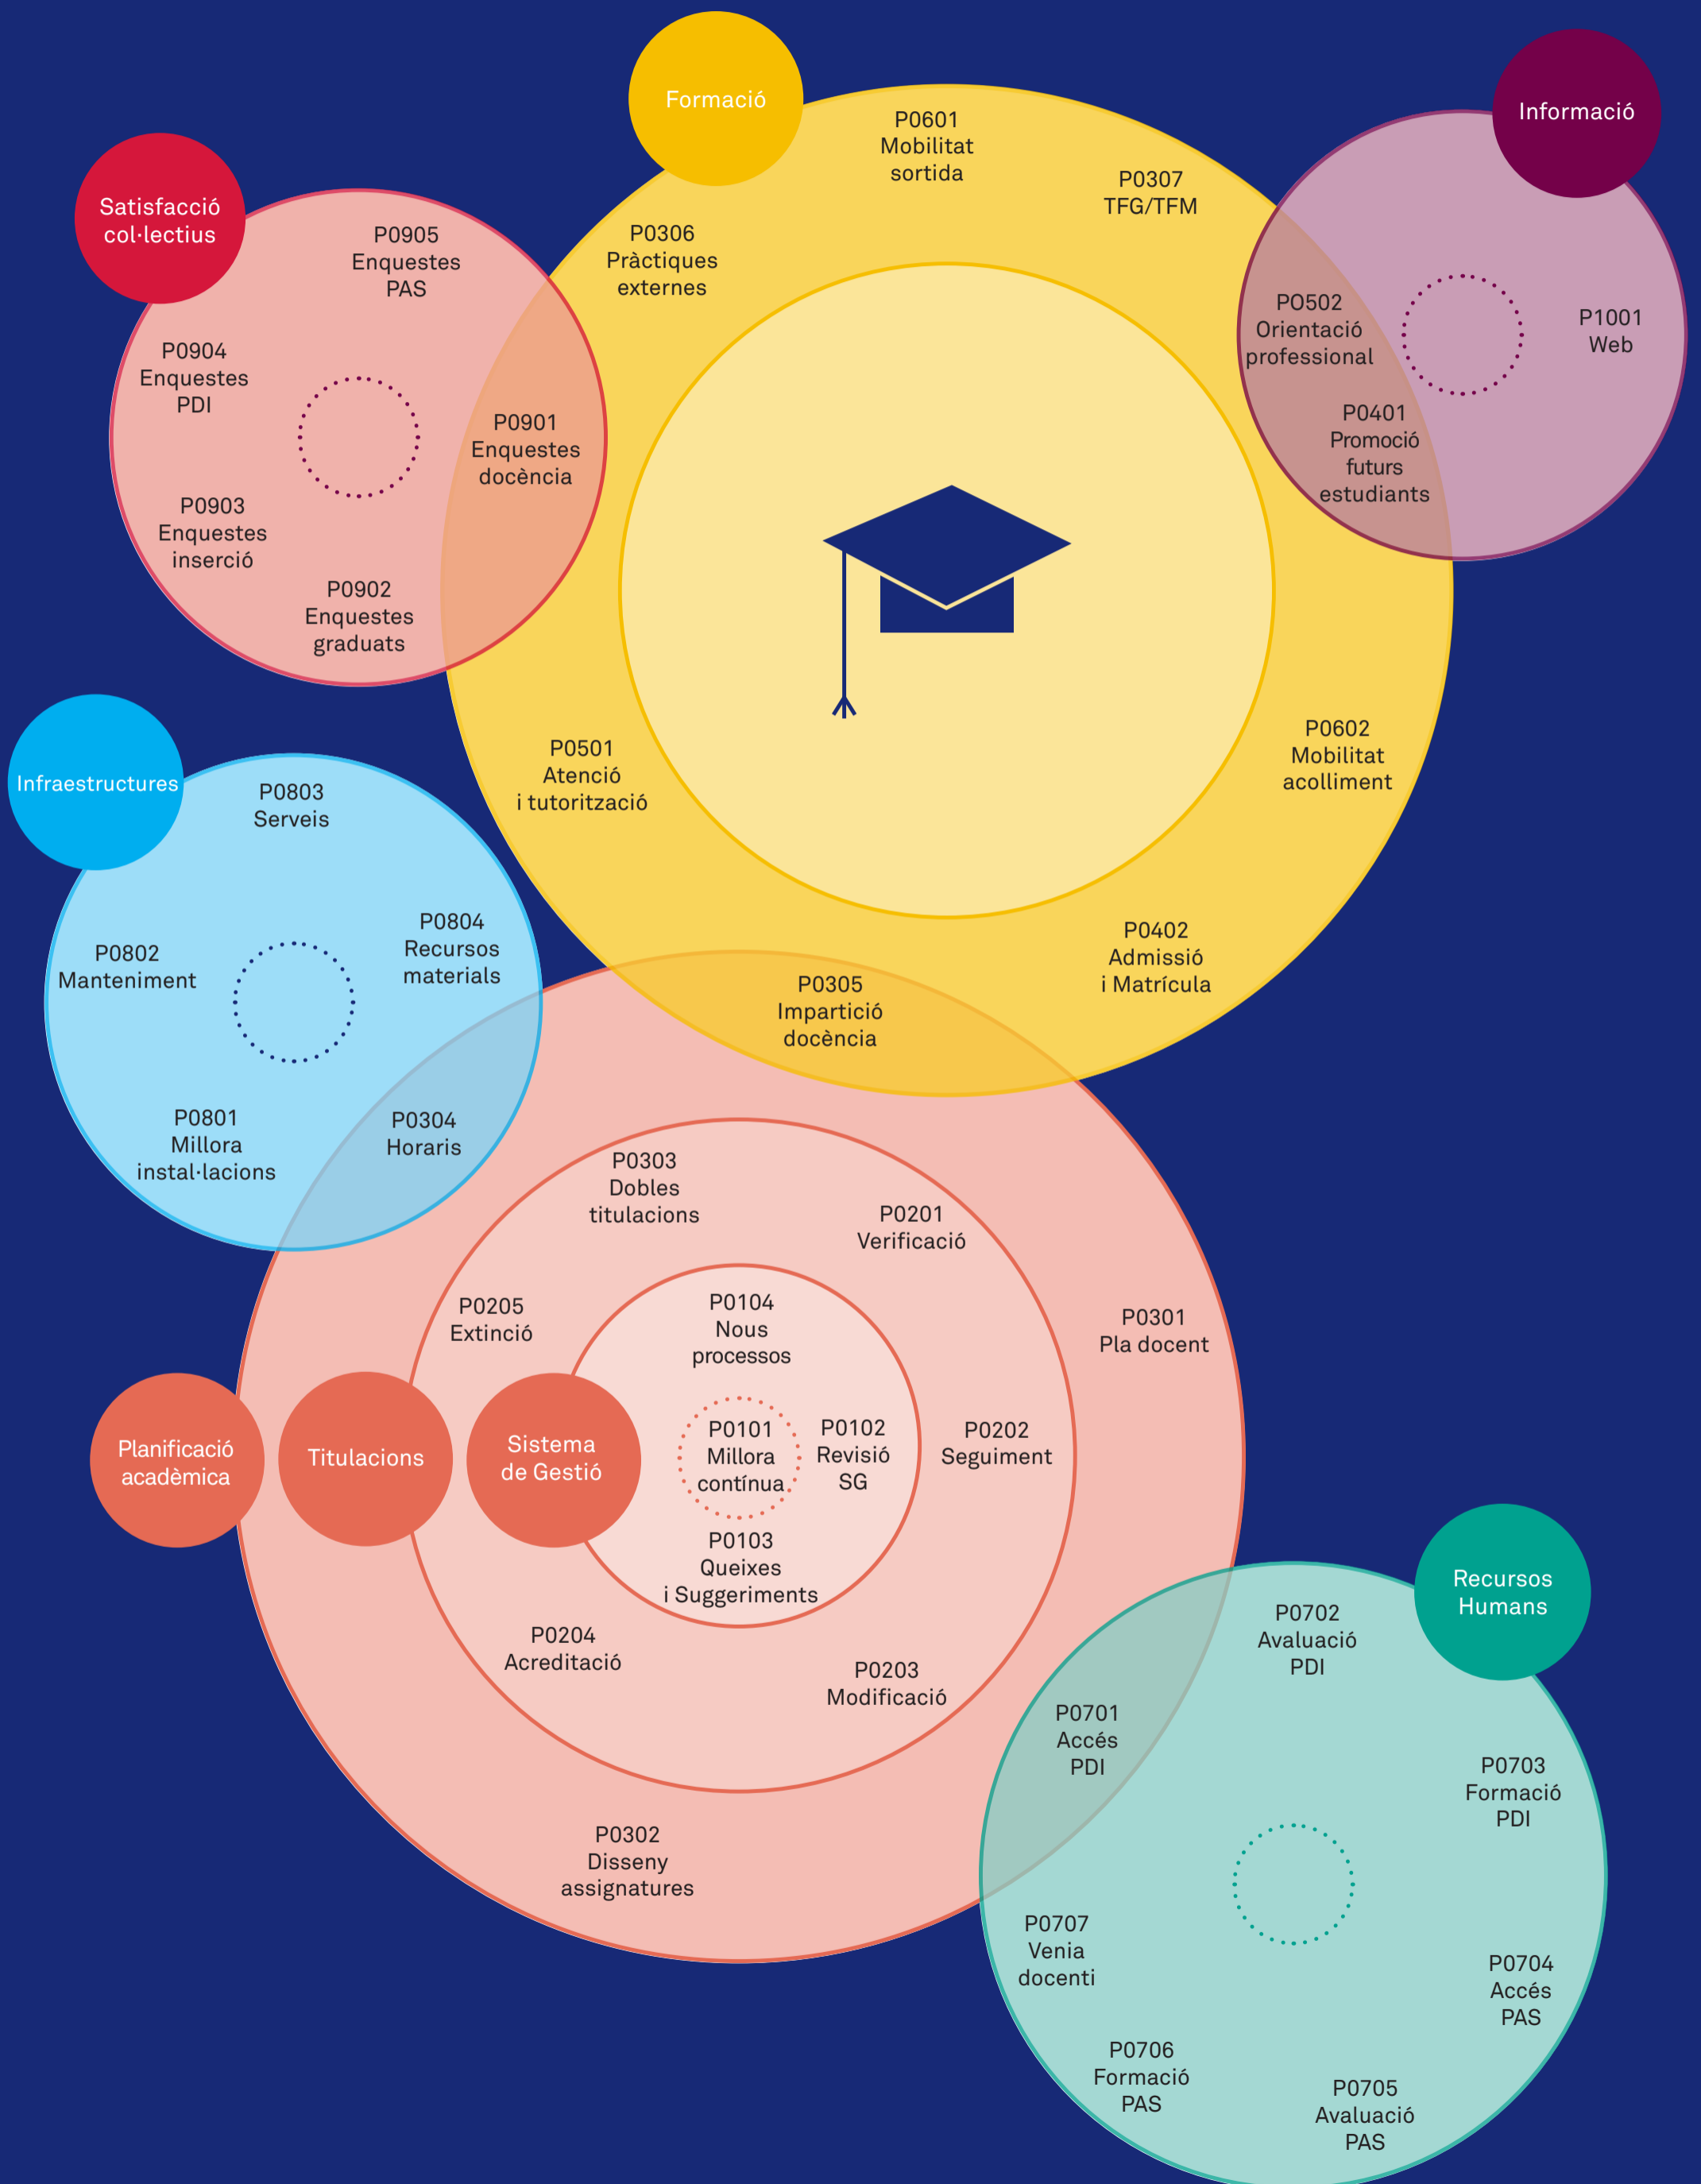 Formació
P0601
Mobilitat
sortida
P0307
TFG/TFM
P0306
Pràctiques
externes
Informació
PO502
Orientació
professional
P1001
Web
P0401
Promoció
futurs
estudiants
Satisfacció
col·lectius
P0905
Enquestes
PAS
P0904
Enquestes
PDI
P0901
Enquestes
docència
P0903
Enquestes
inserció
P0902
Enquestes
graduats
P0501
Atenció
i tutorització
P0602
Mobilitat
acolliment
P0402
Admissió
i Matrícula
P0305
Impartició
docència
Infraestructures
P0803
Serveis
P0804
Recursos
materials
P0802
Manteniment
P0801
Millora
instal·lacions
P0304
Horaris
P0303
Dobles
titulacions
P0201
Verificació
P0205
Extinció
P0104
Nous
processos
P0301
Pla docent
Planificació
acadèmica
Titulacions
Sistema
de Gestió
P0101
Millora
contínua
P0102
Revisió
SG
P0202
Seguiment
P0103
Queixes
i Suggeriments
P0204
Acreditació
P0203
Modificació
P0302
Disseny
assignatures
Recursos
Humans
P0702
Avaluació
PDI
P0701
Accés
PDI
P0703
Formació
PDI
P0707
Venia
docenti
P0704
Accés
PAS
P0706
Formació
PAS
P0705
Avaluació
PAS